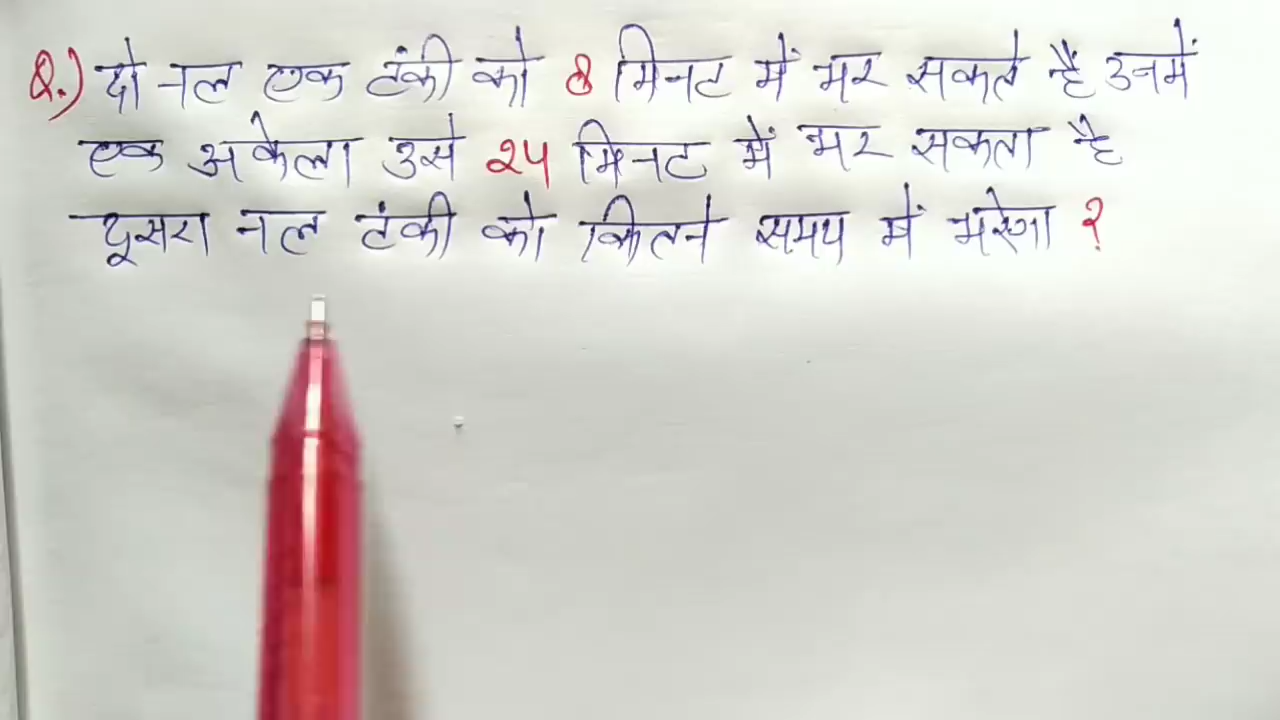 Q.) दो नल एक टंकी को 8 मिनट में भर सकते हैं उनमें
एक अकेला उसे 24 मिनट में भर सकता है
दूसरा नल टंकी को कितने समय में भरेगा ?